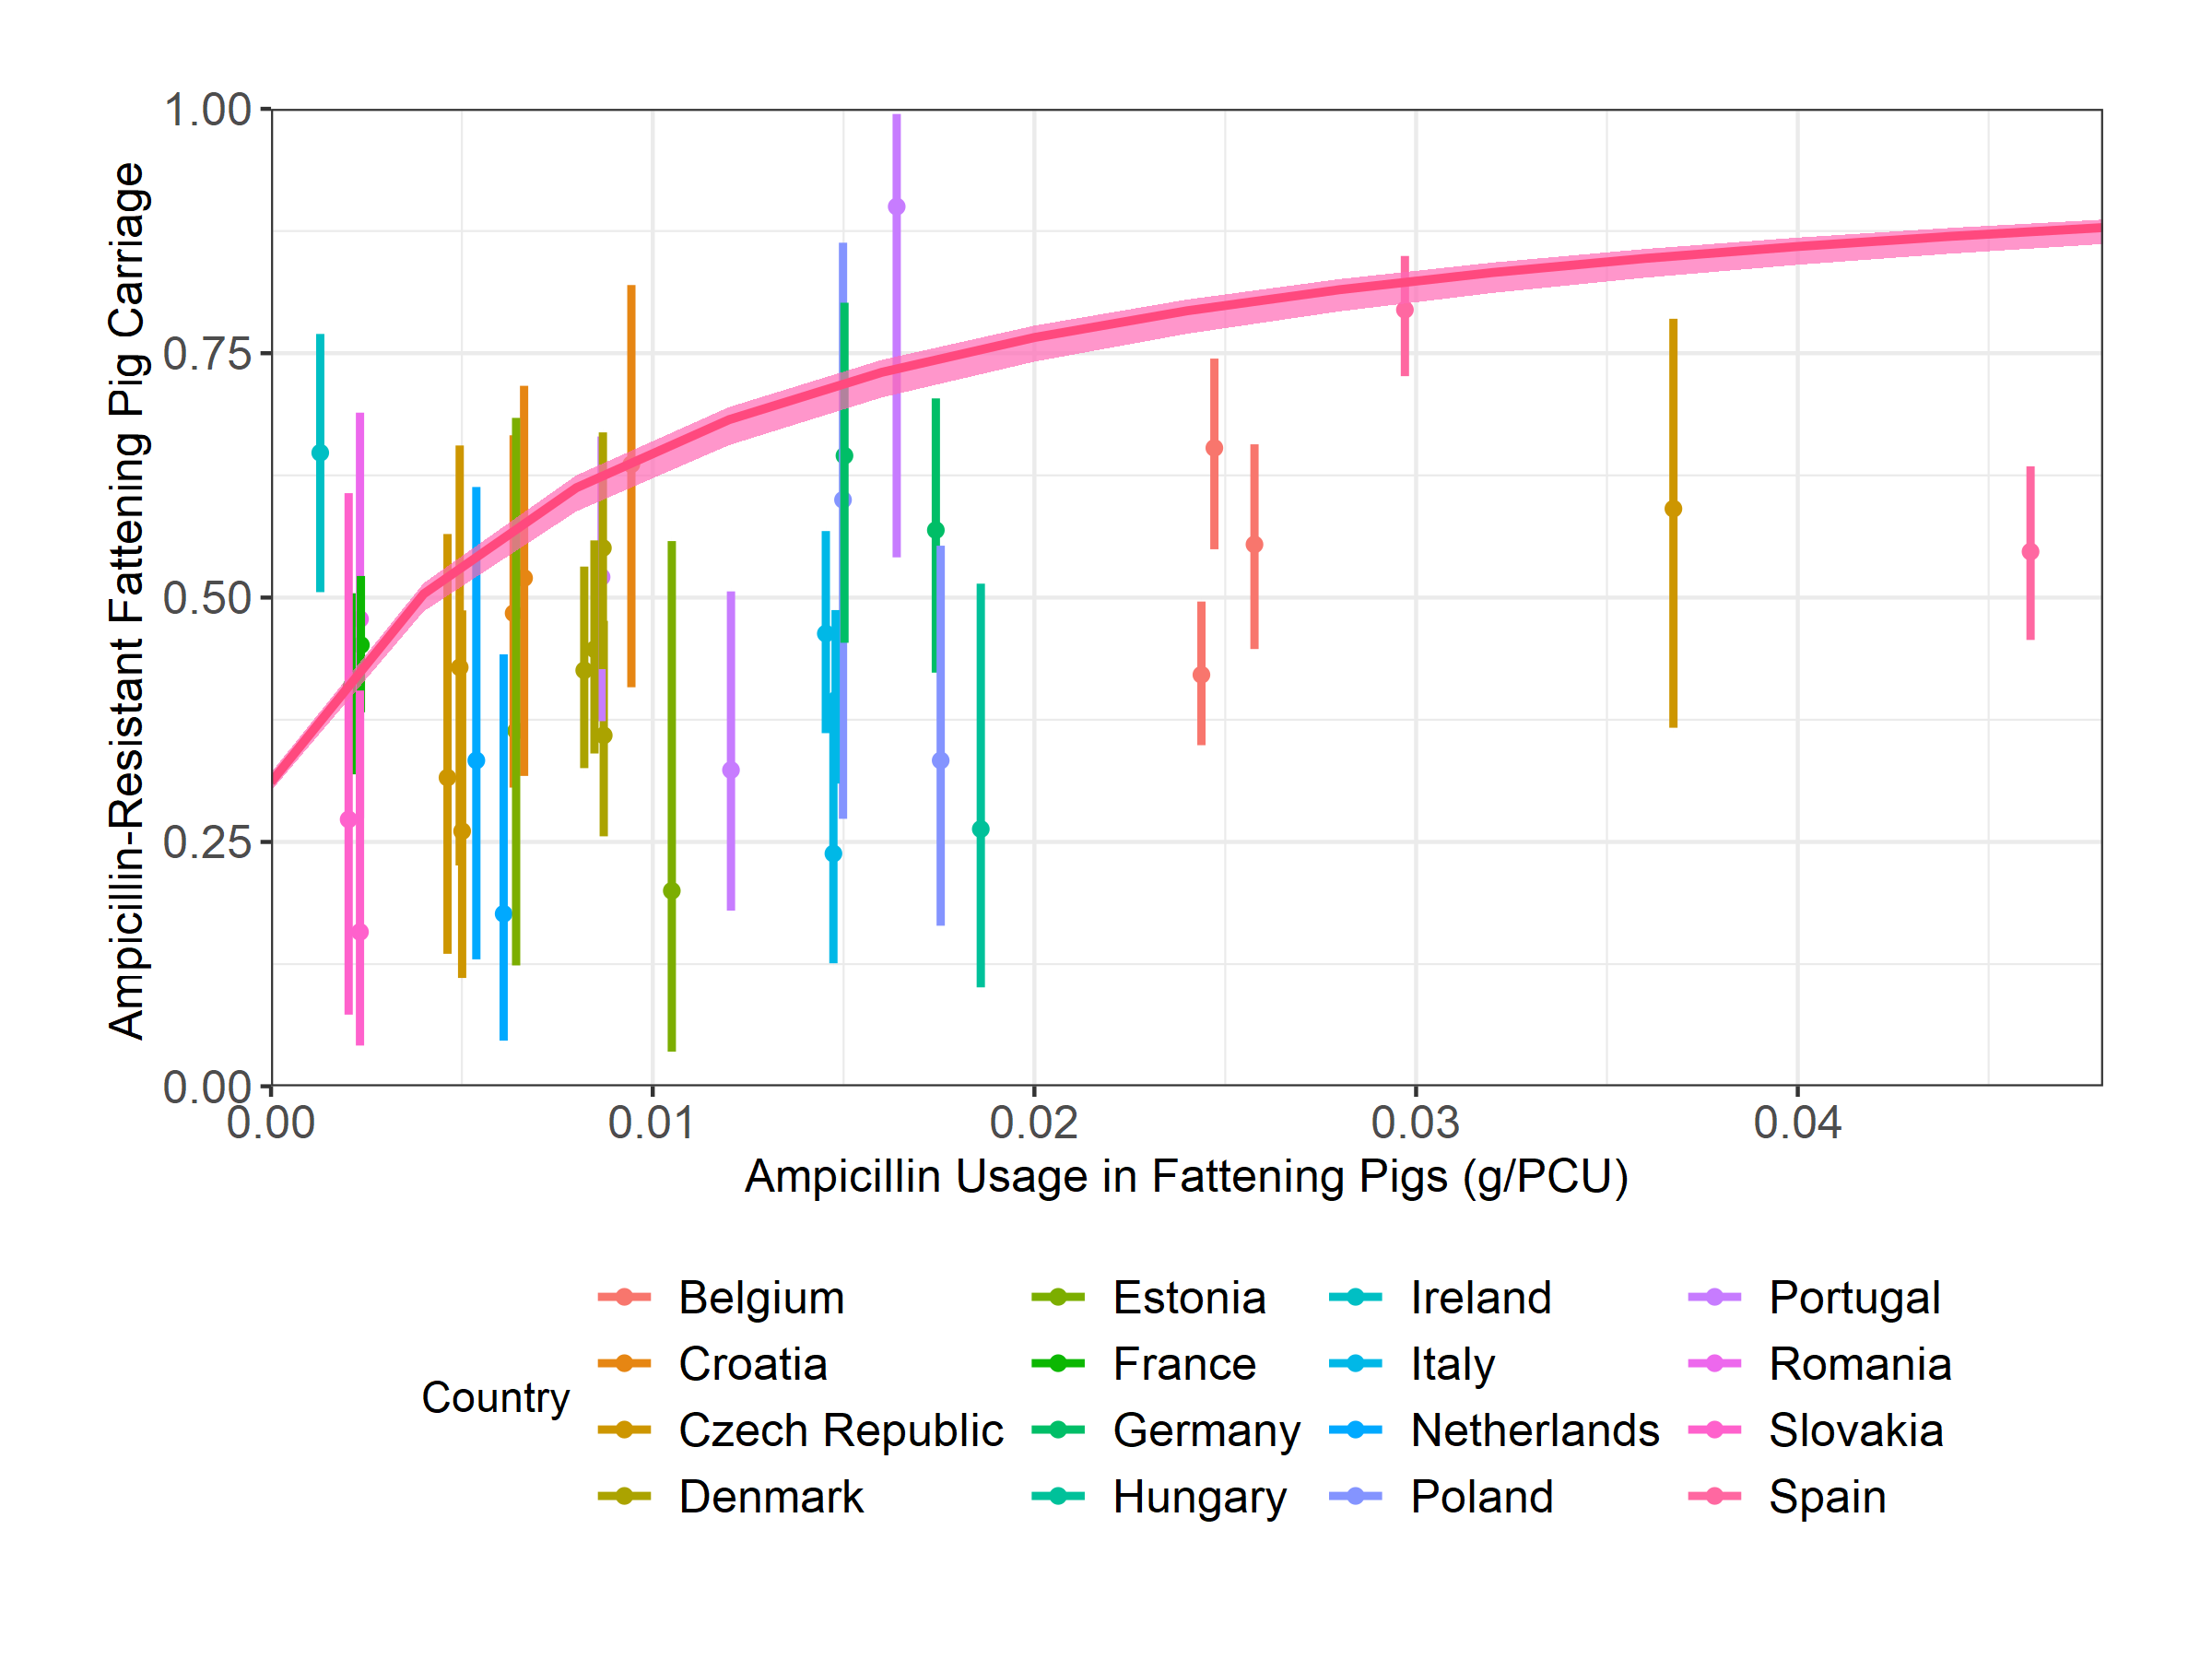 Ampicillin-Resistant Fattening Pig Carriage
1.00
0.75
0.50
0.25
0.00
0.00 0.01 0.02 0.03 0.04
Ampicillin Usage in Fattening Pigs (g/PCU)
Country
Belgium Estonia Ireland Portugal
Croatia France Italy Romania
Czech Republic Germany Netherlands Slovakia
Denmark Hungary Poland Spain